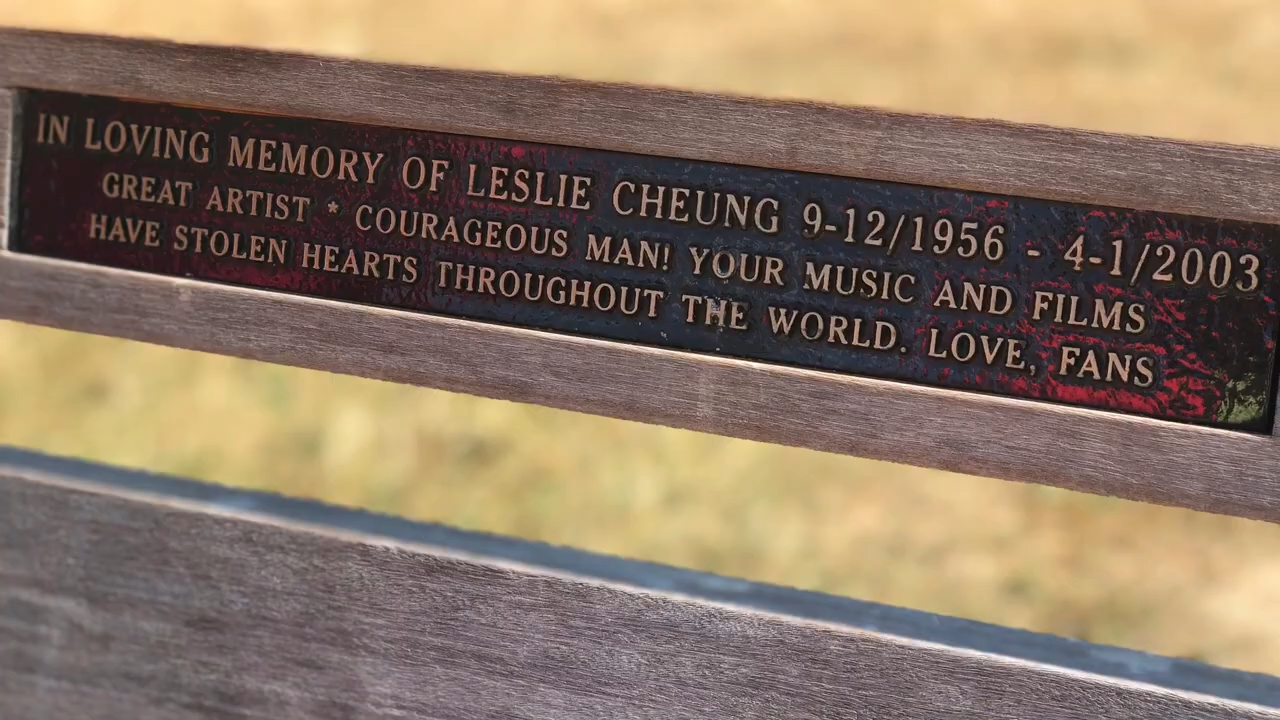 IN LOVING MEMORY OF LESLIE CHEUNG 9-12/1956 - 4-1/2003
GREAT ARTIST * COURAGEOUS MAN! YOUR MUSIC AND FILMS
HAVE STOLEN HEARTS THROUGHOUT THE WORLD. LOVE, FANS